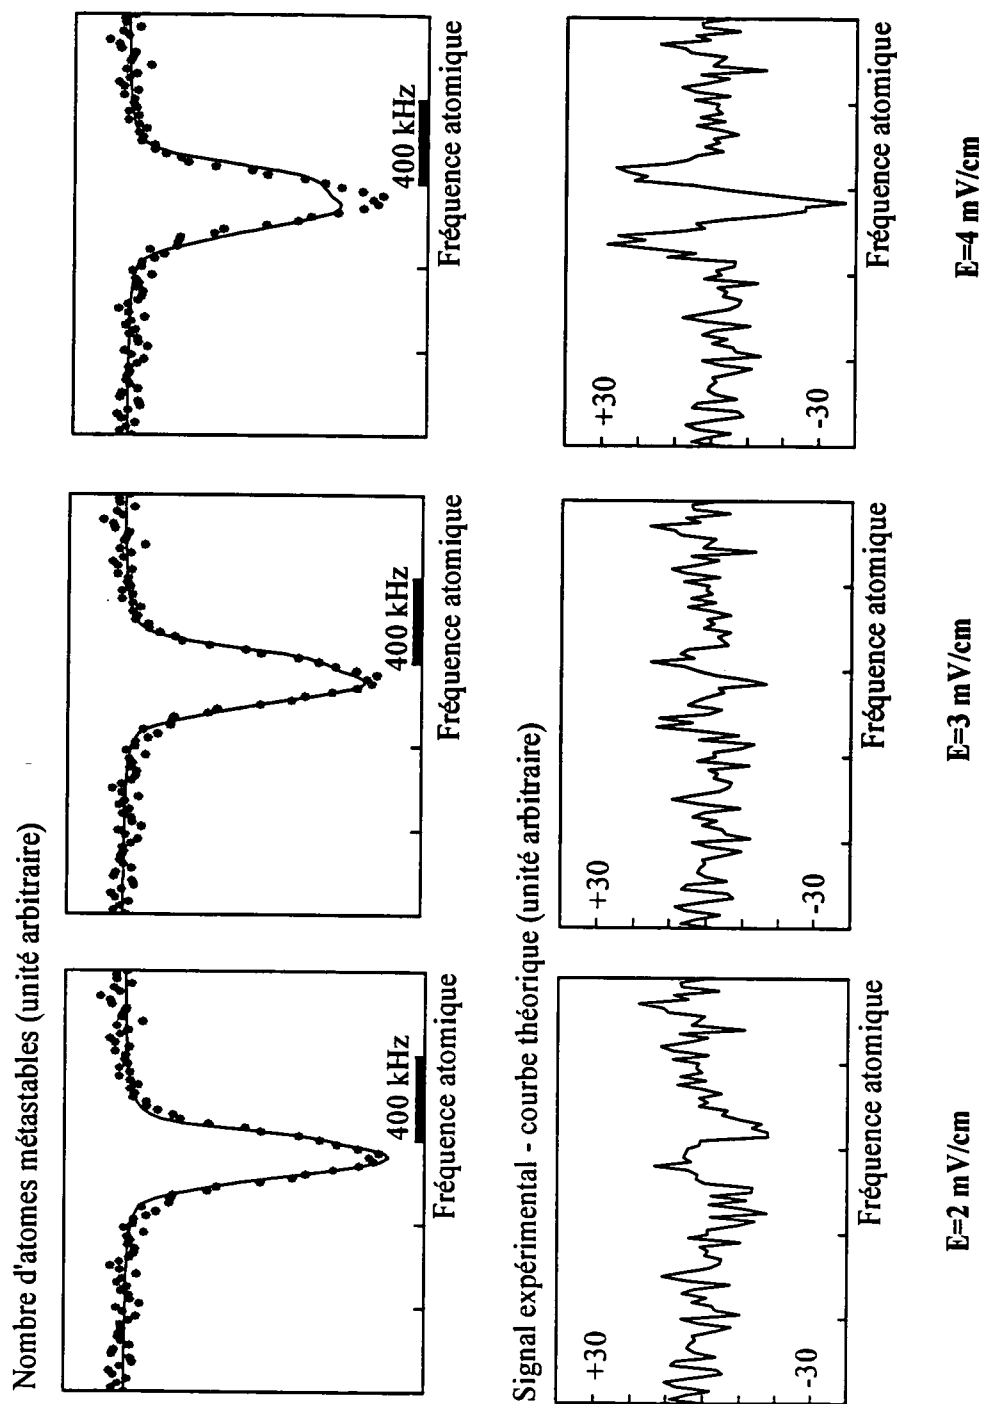 Nombre d'atomes métastables (unité arbitraire)
400 kHz
Fréquence atomique
400 kHz
Fréquence atomique
400 kHz
Fréquence atomique
Signal expérimental - courbe théorique (unité arbitraire)
+30
-30
Fréquence atomique
+30
-30
Fréquence atomique
+30
-30
Fréquence atomique
E=2 mV/cm
E=3 mV/cm
E=4 mV/cm